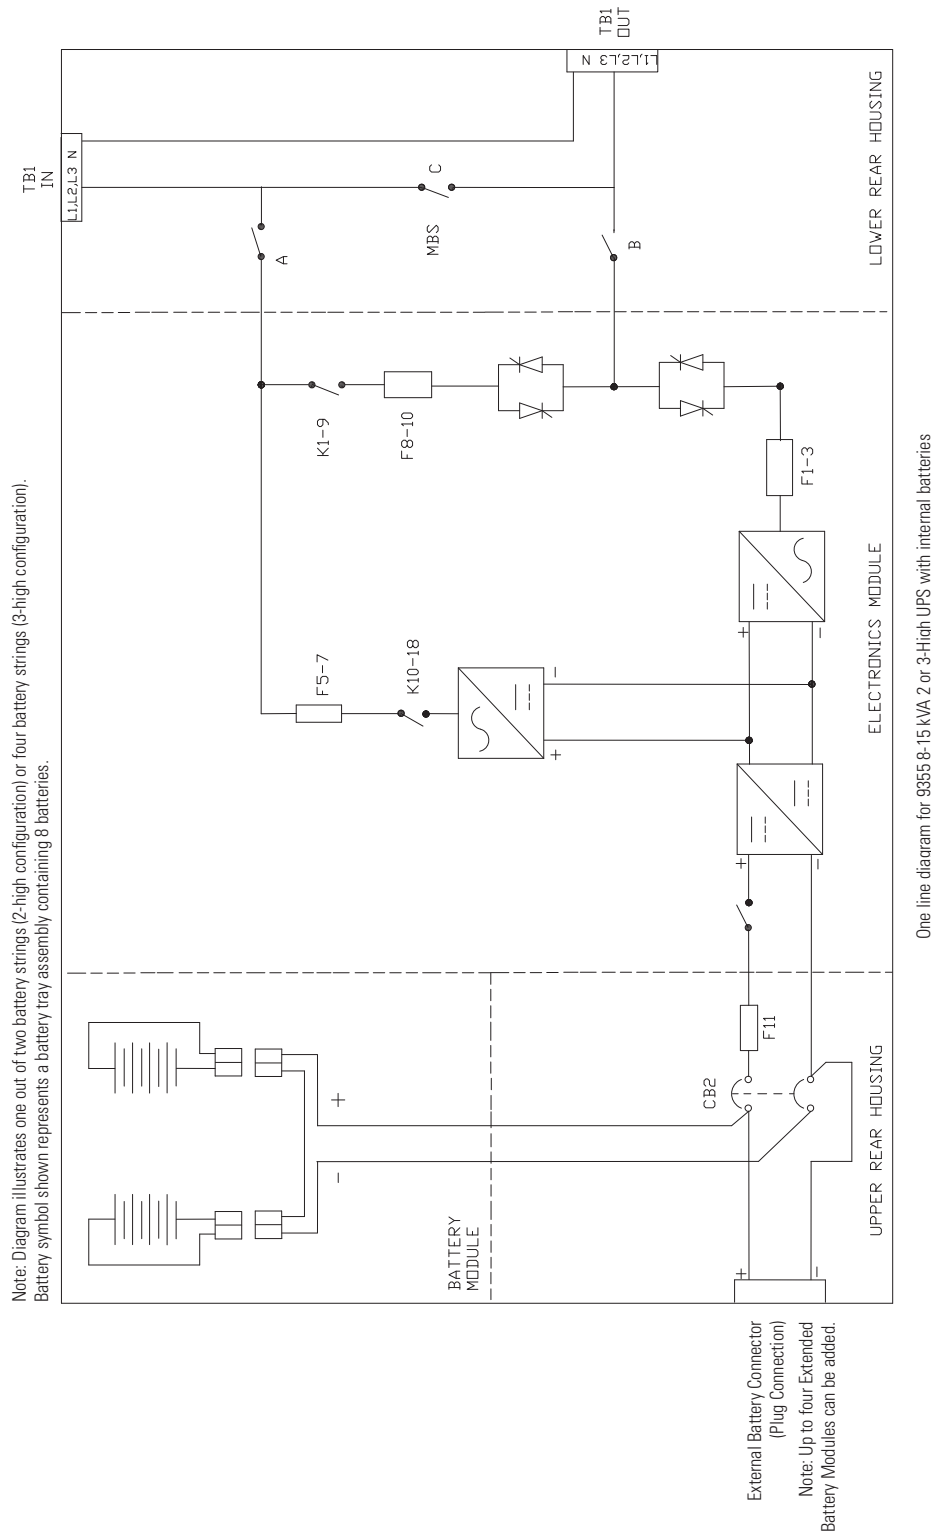 Note: Diagram illustrates one out of two battery strings (2-high configuration) or four battery strings (3-high configuration).
Battery symbol shown represents a battery tray assembly containing 8 batteries.
TB1
IN
L1,L2,L3 N
TB1
OUT
L1,L2,L3 N
A
C
MBS
B
LOWER REAR HOUSING
K1-9
F8-10
F5-7
K10-18
F1-3
+
-
+
-
+
-
ELECTRONICS MODULE
+
-
BATTERY
MODULE
CB2
F11
UPPER REAR HOUSING
+
-
External Battery Connector
(Plug Connection)
Note: Up to four Extended
Battery Modules can be added.
One line diagram for 9355 8-15 kVA 2 or 3-High UPS with internal batteries